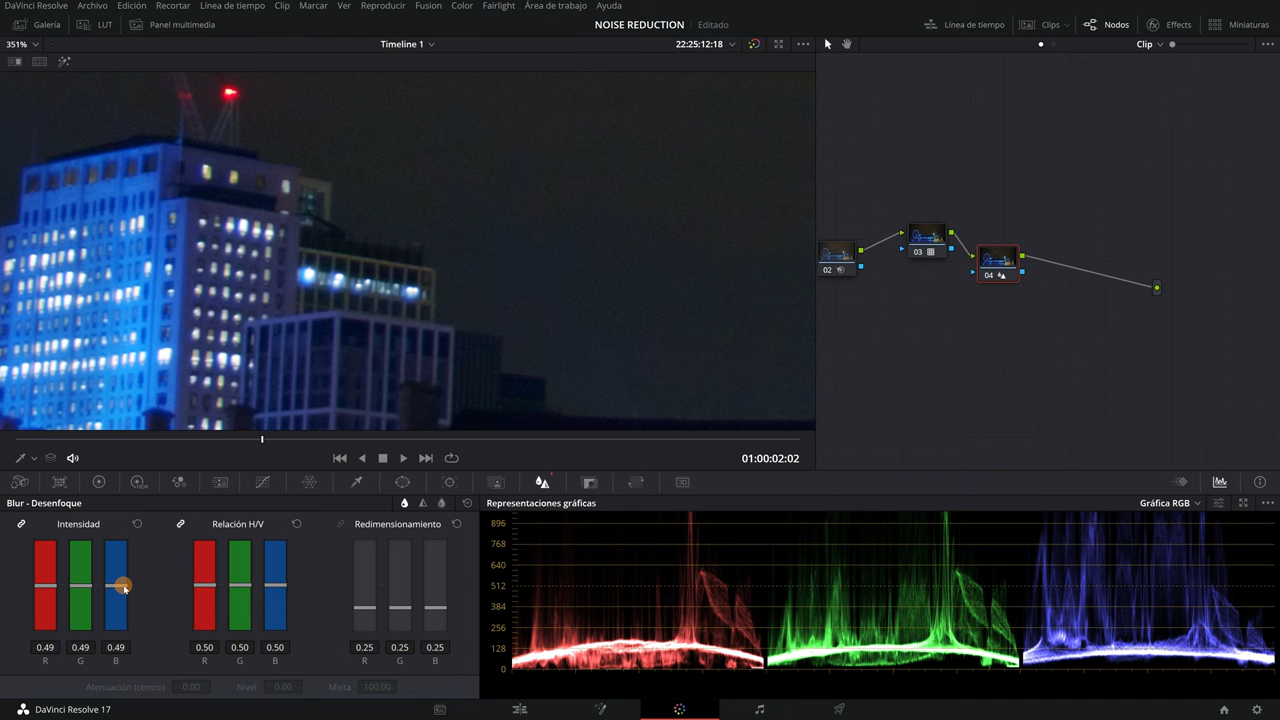 DaVinci Resolve Archivo Edición Recortar Línea de tiempo Clip Marcar Ver Reproducir Fusion Color Fairlight Área de trabajo Ayuda
Galería LUT Panel multimedia NOISE REDUCTION Editado Línea de tiempo Clips Nodos Effects Miniaturas
351% Timeline 1 22:25:12:18 Clip
03
02
04
01:00:02:02
Blur - Desenfoque Representaciones gráficas Gráfica RGB
Intensidad Relación H/V Redimensionamiento
896
768
640
512
384
256
128
0
0.49 0.49 0.49 0.50 0.50 0.50 0.25 0.25 0.25
R G B R G B R G B
Atenuación (centro) 0.00 Nivel 0.00 Mixta 100.00
DaVinci Resolve 17